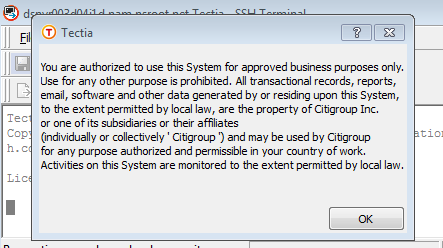 Tectia - SSH Terminal
Tectia
You are authorized to use this System for approved business purposes only.
Use for any other purpose is prohibited. All transactional records, reports,
email, software and other data generated by or residing upon this System,
to the extent permitted by local law, are the property of Citigroup Inc.
or one of its subsidiaries or their affiliates
(individually or collectively ' Citigroup ') and may be used by Citigroup
for any purpose authorized and permissible in your country of work.
Activities on this System are monitored to the extent permitted by local law.
OK